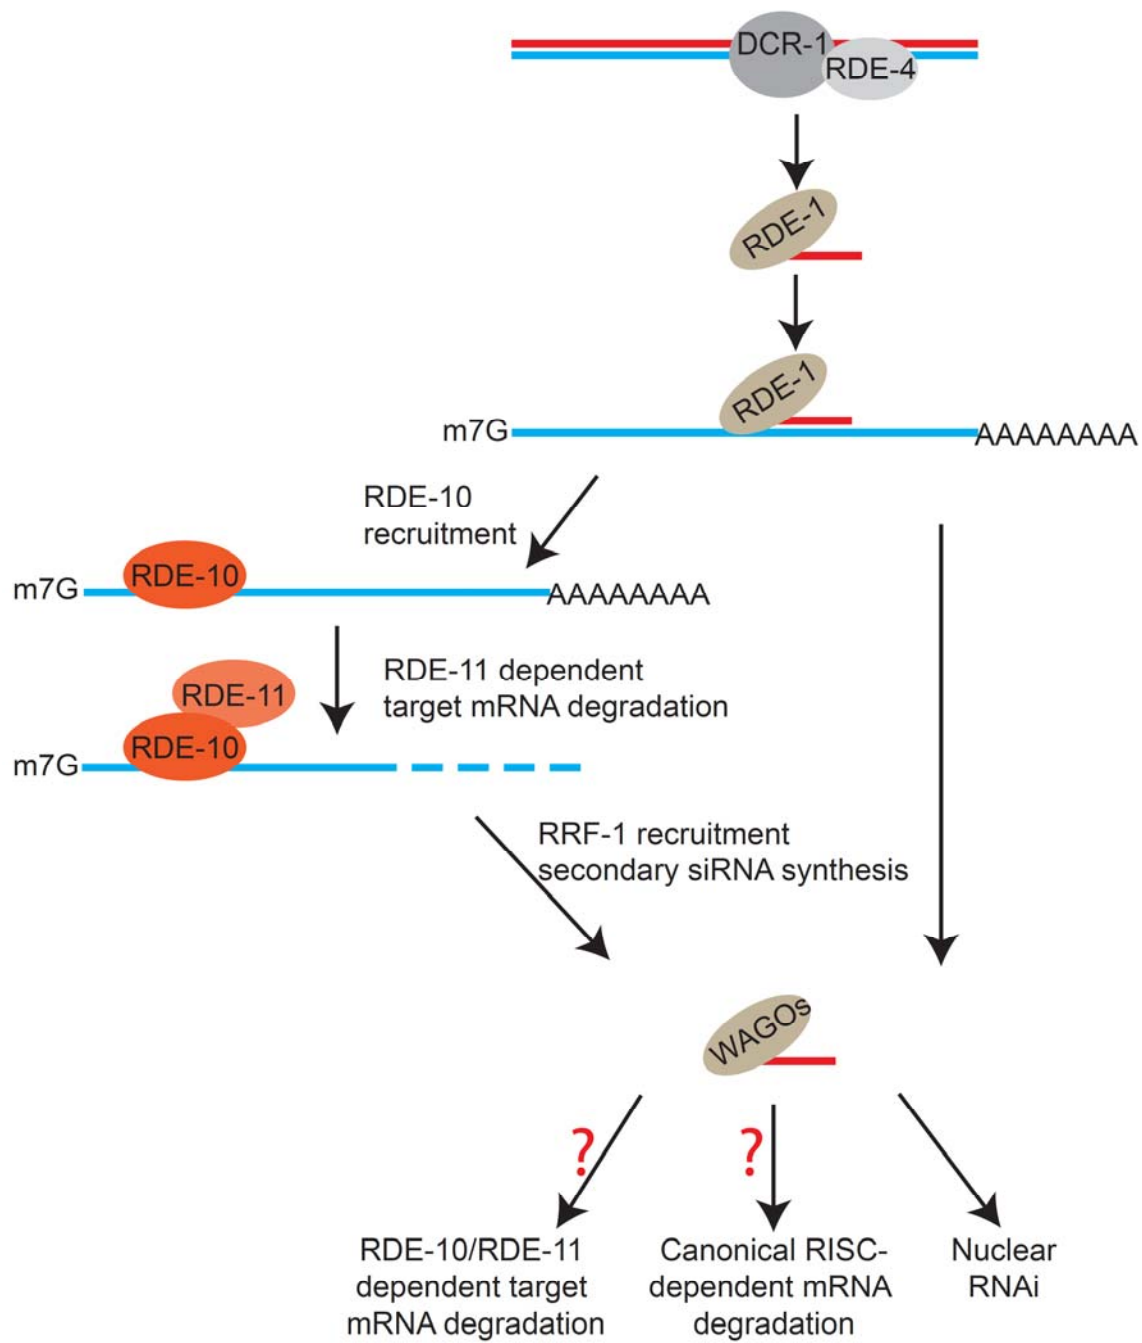 DCR-1
RDE-4
RDE-1
RDE-1
m7G
AAAAAAAA
RDE-10
recruitment
RDE-10
m7G
AAAAAAAA
RDE-11 dependent
target mRNA degradation
RDE-11
RDE-10
m7G
RRF-1 recruitment
secondary siRNA synthesis
WAGOs
?
?
RDE-10/RDE-11
dependent target
mRNA degradation
Canonical RISC-
dependent mRNA
degradation
Nuclear
RNAi